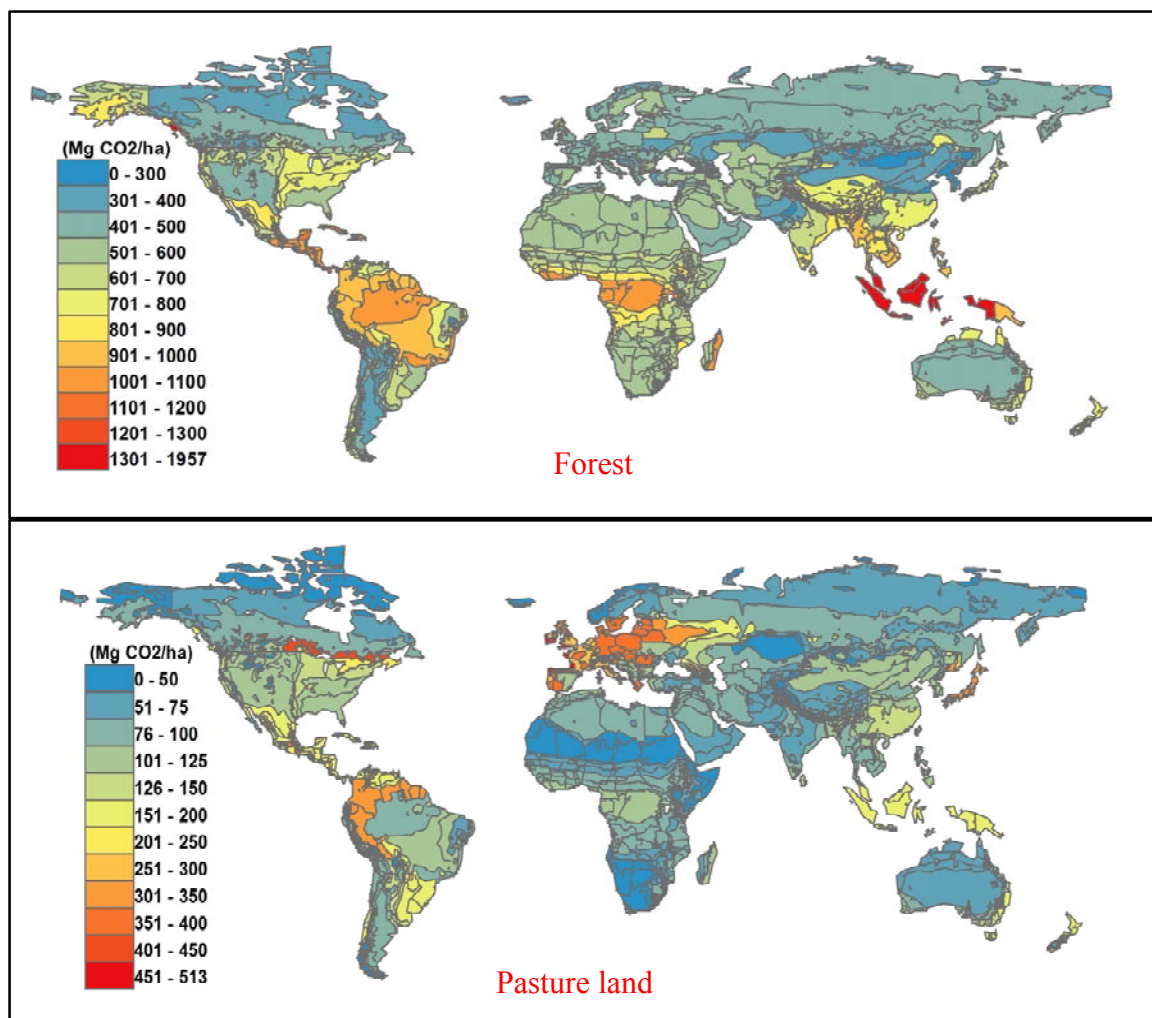 (Mg CO2/ha)
0 - 300
301 - 400
401 - 500
501 - 600
601 - 700
701 - 800
801 - 900
901 - 1000
1001 - 1100
1101 - 1200
1201 - 1300
1301 - 1957
Forest
(Mg CO2/ha)
0 - 50
51 - 75
76 - 100
101 - 125
126 - 150
151 - 200
201 - 250
251 - 300
301 - 350
351 - 400
401 - 450
451 - 513
Pasture land